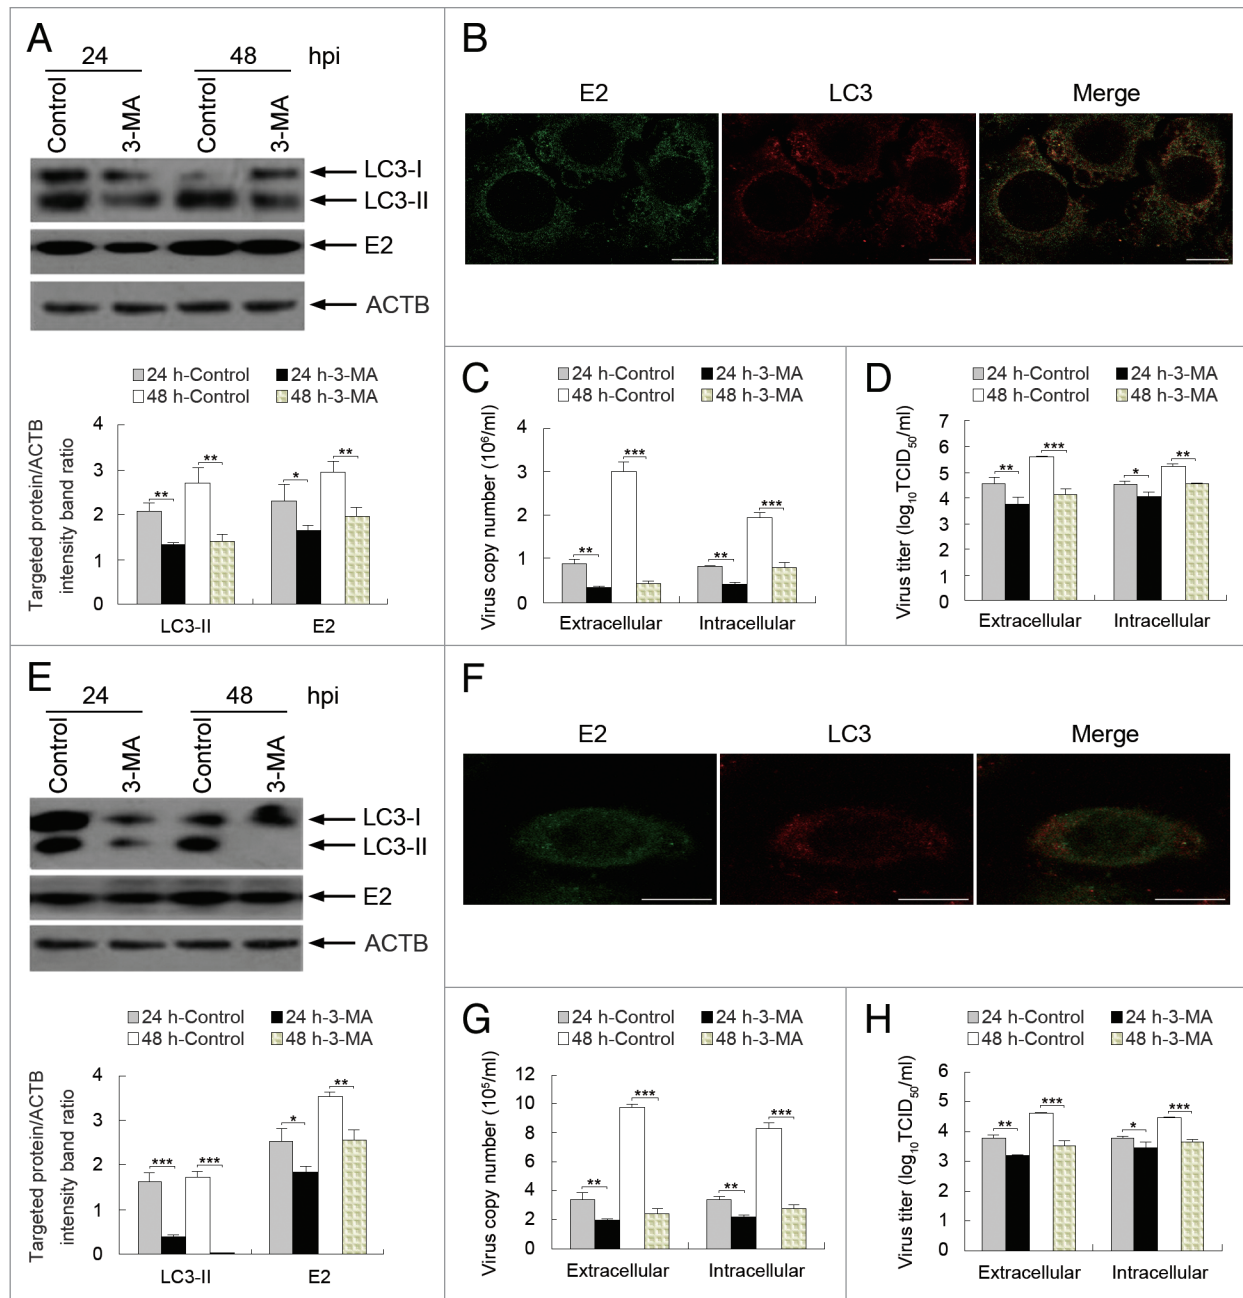 A
24 48 hpi
Control 3-MA Control 3-MA
LC3-I
LC3-II
E2
ACTB
24 h-Control 24 h-3-MA
48 h-Control 48 h-3-MA
Targeted protein/ACTB
intensity band ratio
4
3
2
1
0
** ** * **
LC3-II E2
B
E2 LC3 Merge
C
24 h-Control 24 h-3-MA
48 h-Control 48 h-3-MA
Virus copy number (10⁶/ml)
4
3
2
1
0
** *** ** ***
Extracellular Intracellular
D
24 h-Control 24 h-3-MA
48 h-Control 48 h-3-MA
Virus titer (log₁₀TCID₅₀/ml)
7
6
5
4
3
2
1
0
** *** * **
Extracellular Intracellular
E
24 48 hpi
Control 3-MA Control 3-MA
LC3-I
LC3-II
E2
ACTB
24 h-Control 24 h-3-MA
48 h-Control 48 h-3-MA
Targeted protein/ACTB
intensity band ratio
4
3
2
1
0
*** *** * **
LC3-II E2
F
E2 LC3 Merge
G
24 h-Control 24 h-3-MA
48 h-Control 48 h-3-MA
Virus copy number (10⁵/ml)
12
10
8
6
4
2
0
** *** ** ***
Extracellular Intracellular
H
24 h-Control 24 h-3-MA
48 h-Control 48 h-3-MA
Virus titer (log₁₀TCID₅₀/ml)
6
5
4
3
2
1
0
** *** * ***
Extracellular Intracellular